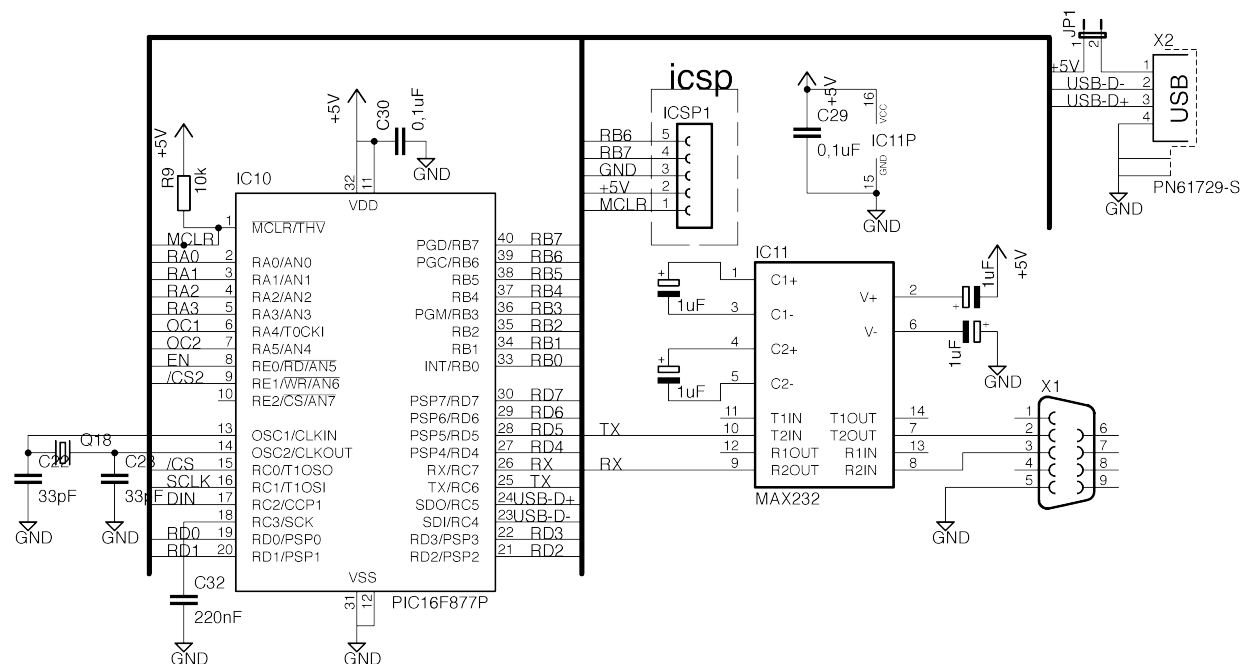 icsp
ICSP1
RB6 5
RB7 4
GND 3
+5V 2
MCLR 1
JP1
1
2
X2
+5V 1
USB-D- 2
USB-D+ 3
4
USB
PN61729-S
GND
+5V
C29
0,1uF
16
VCC
IC11P
GND
15
GND
+5V
C30
0,1uF
GND
+5V
R9
10k
IC10
32
11
VDD
1 MCLR/THV
MCLR
RA0 2 RA0/AN0
RA1 3 RA1/AN1
RA2 4 RA2/AN2
RA3 5 RA3/AN3
OC1 6 RA4/T0CKI
OC2 7 RA5/AN4
EN 8 RE0/RD/AN5
/CS2 9 RE1/WR/AN6
10 RE2/CS/AN7
13 OSC1/CLKIN
14 OSC2/CLKOUT
/CS 15 RC0/T1OSO
SCLK 16 RC1/T1OSI
DIN 17 RC2/CCP1
18 RC3/SCK
RD0 19 RD0/PSP0
RD1 20 RD1/PSP1
PGD/RB7 40 RB7
PGC/RB6 39 RB6
RB5 38 RB5
RB4 37 RB4
PGM/RB3 36 RB3
RB2 35 RB2
RB1 34 RB1
INT/RB0 33 RB0
PSP7/RD7 30 RD7
PSP6/RD6 29 RD6
PSP5/RD5 28 RD5 TX
PSP4/RD4 27 RD4
RX/RC7 26 RX RX
TX/RC6 25 TX
SDO/RC5 24 USB-D+
SDI/RC4 23 USB-D-
RD3/PSP3 22 RD3
RD2/PSP2 21 RD2
VSS
31
12
PIC16F877P
GND
Q18
C22
33pF
GND
33pF
GND
C32
220nF
GND
IC11
1 C1+
3 C1-
4 C2+
5 C2-
11 T1IN
10 T2IN
12 R1OUT
9 R2OUT
V+ 2
V- 6
T1OUT 14
T2OUT 7
R1IN 13
R2IN 8
MAX232
+
1uF
+
1uF
1uF
+
+5V
1uF
+
GND
X1
1
2
3
4
5
6
7
8
9
GND